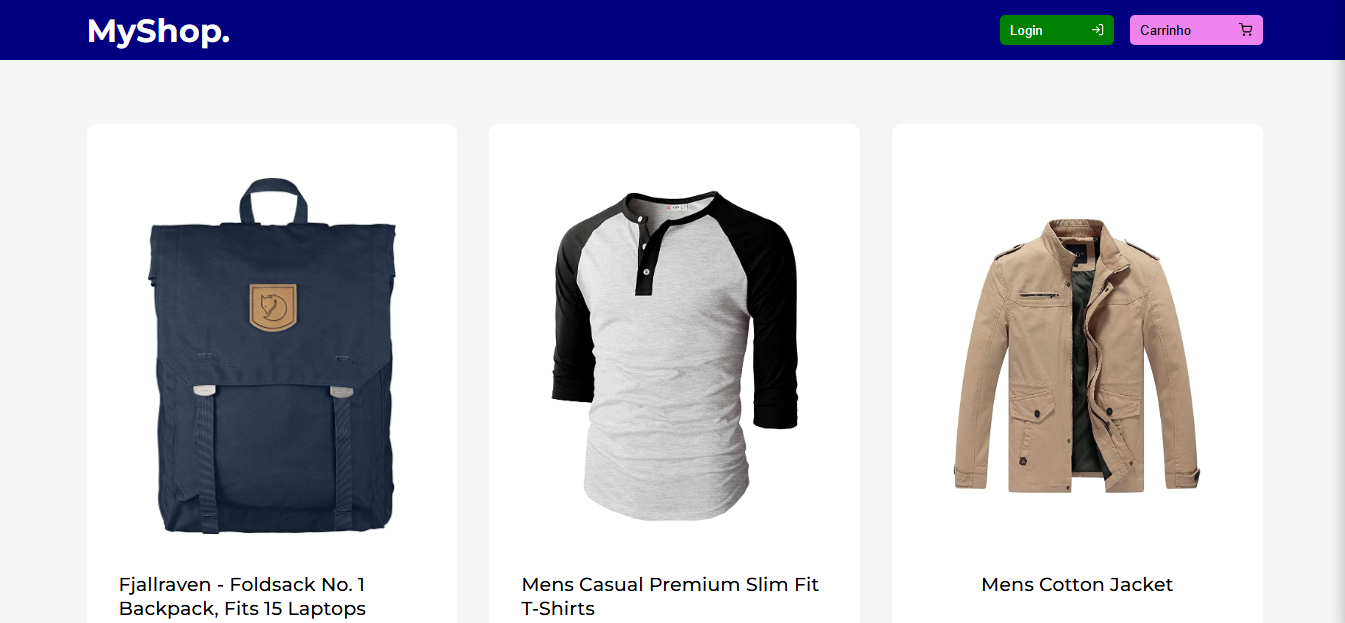 MyShop.
Login
Carrinho
Fjallraven - Foldsack No. 1
Backpack, Fits 15 Laptops
Mens Casual Premium Slim Fit
T-Shirts
Mens Cotton Jacket